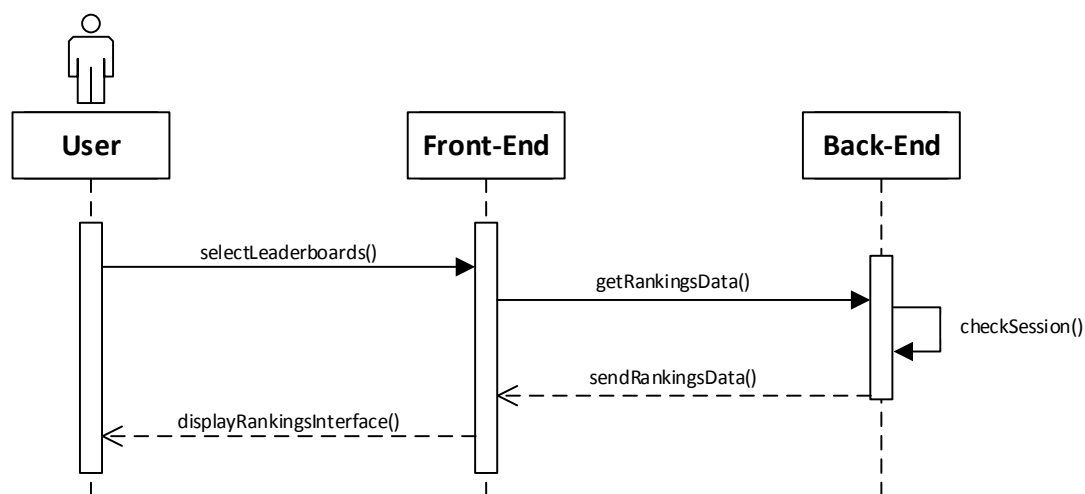 User
Front-End
Back-End
selectLeaderboards()
getRankingsData()
checkSession()
sendRankingsData()
displayRankingsInterface()